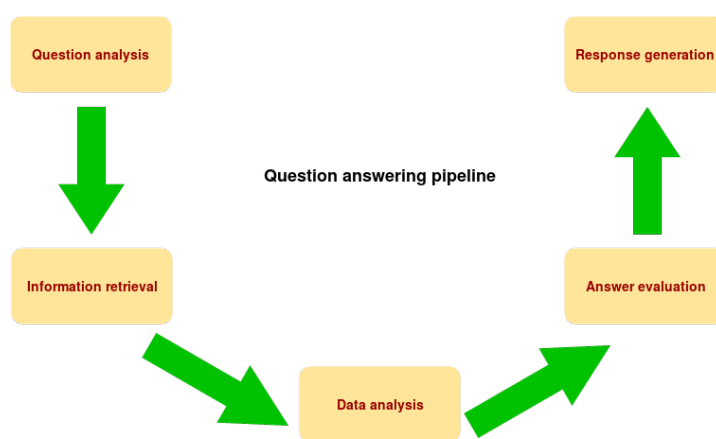 Question analysis
Response generation
Question answering pipeline
Information retrieval
Answer evaluation
Data analysis